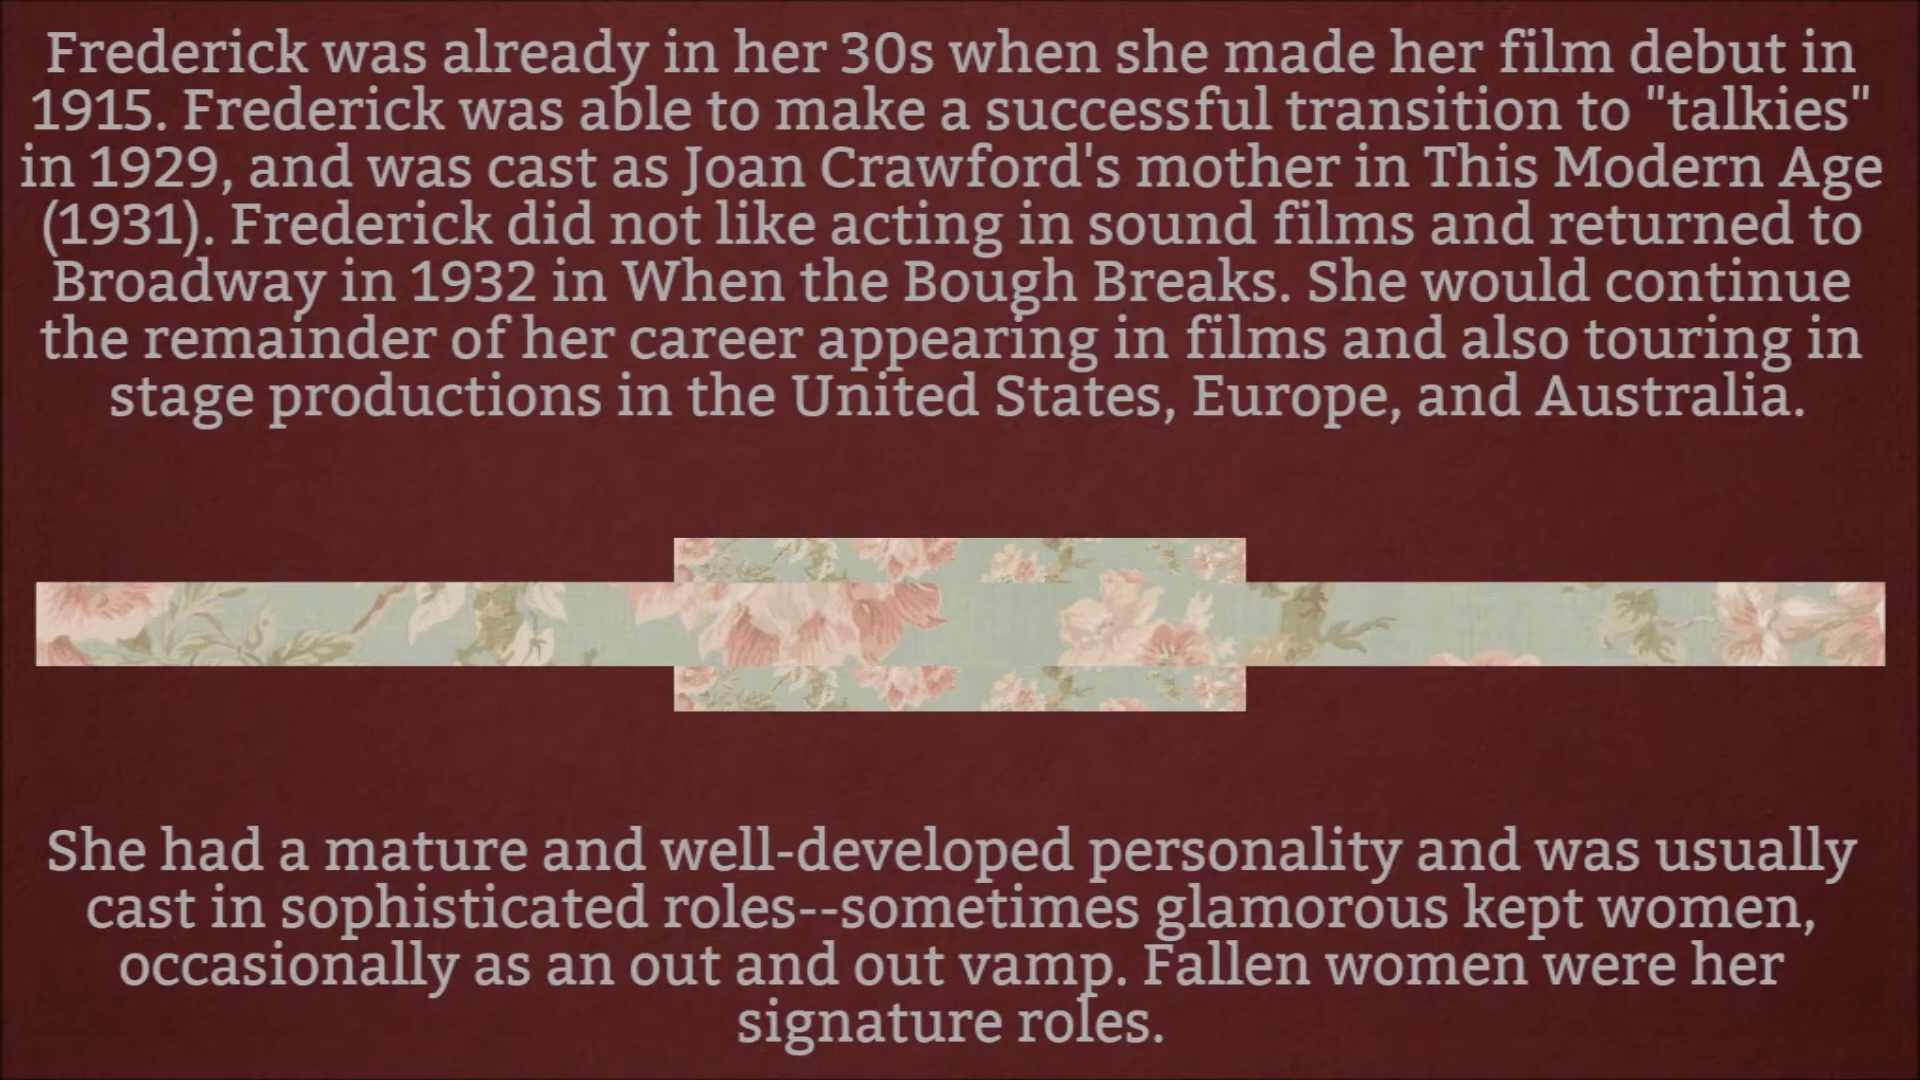 Frederick was already in her 30s when she made her film debut in
1915. Frederick was able to make a successful transition to "talkies"
in 1929, and was cast as Joan Crawford's mother in This Modern Age
(1931). Frederick did not like acting in sound films and returned to
Broadway in 1932 in When the Bough Breaks. She would continue
the remainder of her career appearing in films and also touring in
stage productions in the United States, Europe, and Australia.
She had a mature and well-developed personality and was usually
cast in sophisticated roles--sometimes glamorous kept women,
occasionally as an out and out vamp. Fallen women were her
signature roles.